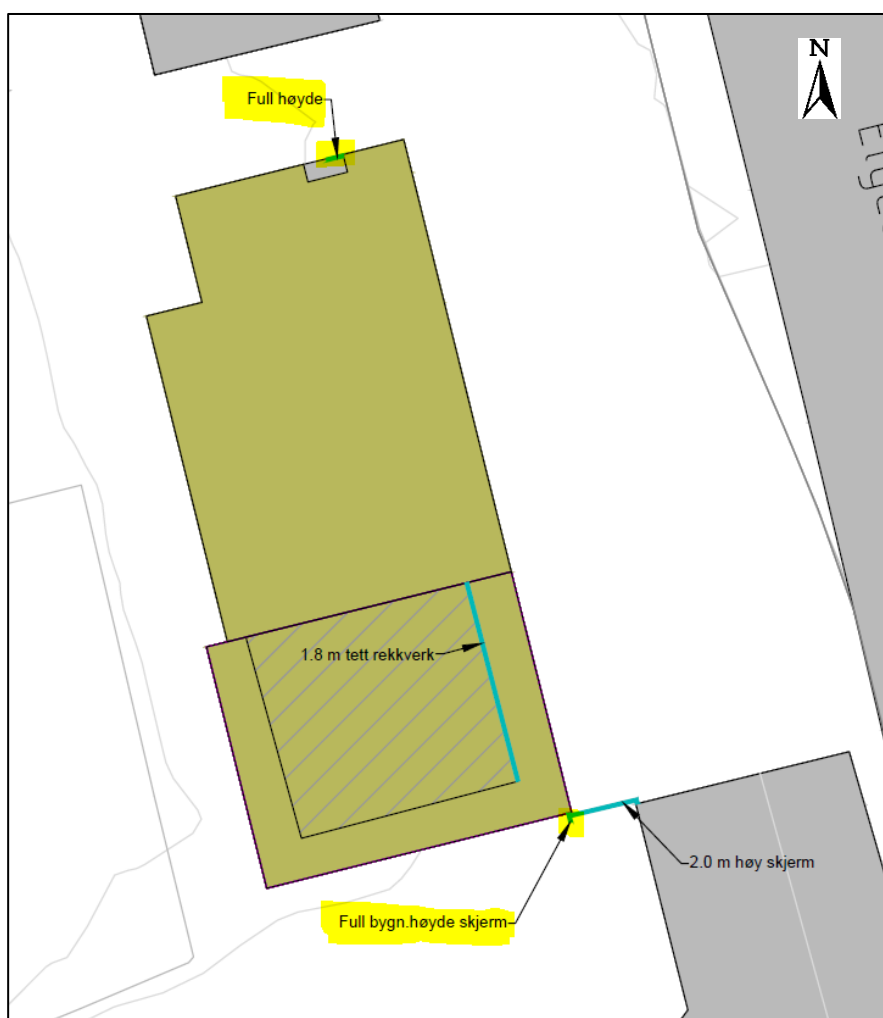 N
Full høyde
1.8 m tett rekkverk
2.0 m høy skjerm
Full bygn.høyde skjerm